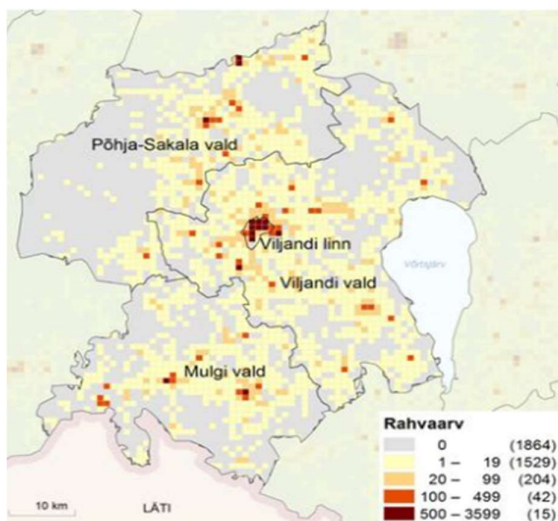 Põhja-Sakala vald
Viljandi linn
Võrtsjärv
Viljandi vald
Mulgi vald
Rahvaarv
0 (1864)
1 – 19 (1529)
20 – 99 (204)
100 – 499 (42)
500 – 3599 (15)
10 km
LÄTI